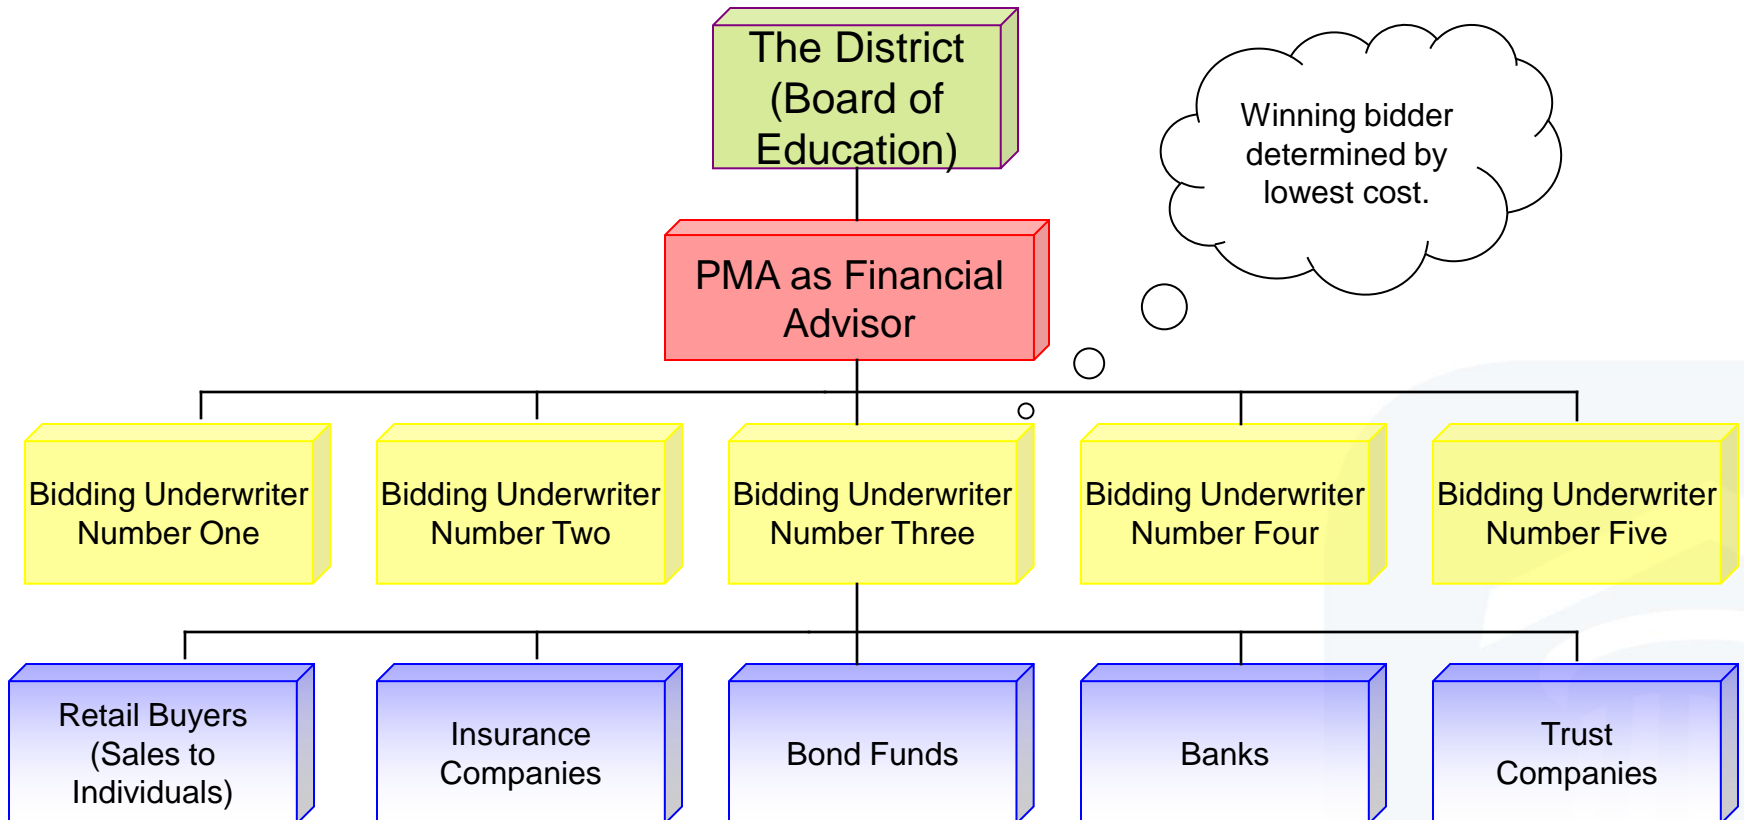 The District
(Board of
Education)
Winning bidder
determined by
lowest cost.
PMA as Financial
Advisor
Bidding Underwriter
Number One
Bidding Underwriter
Number Two
Bidding Underwriter
Number Three
Bidding Underwriter
Number Four
Bidding Underwriter
Number Five
Retail Buyers
(Sales to
Individuals)
Insurance
Companies
Bond Funds
Banks
Trust
Companies